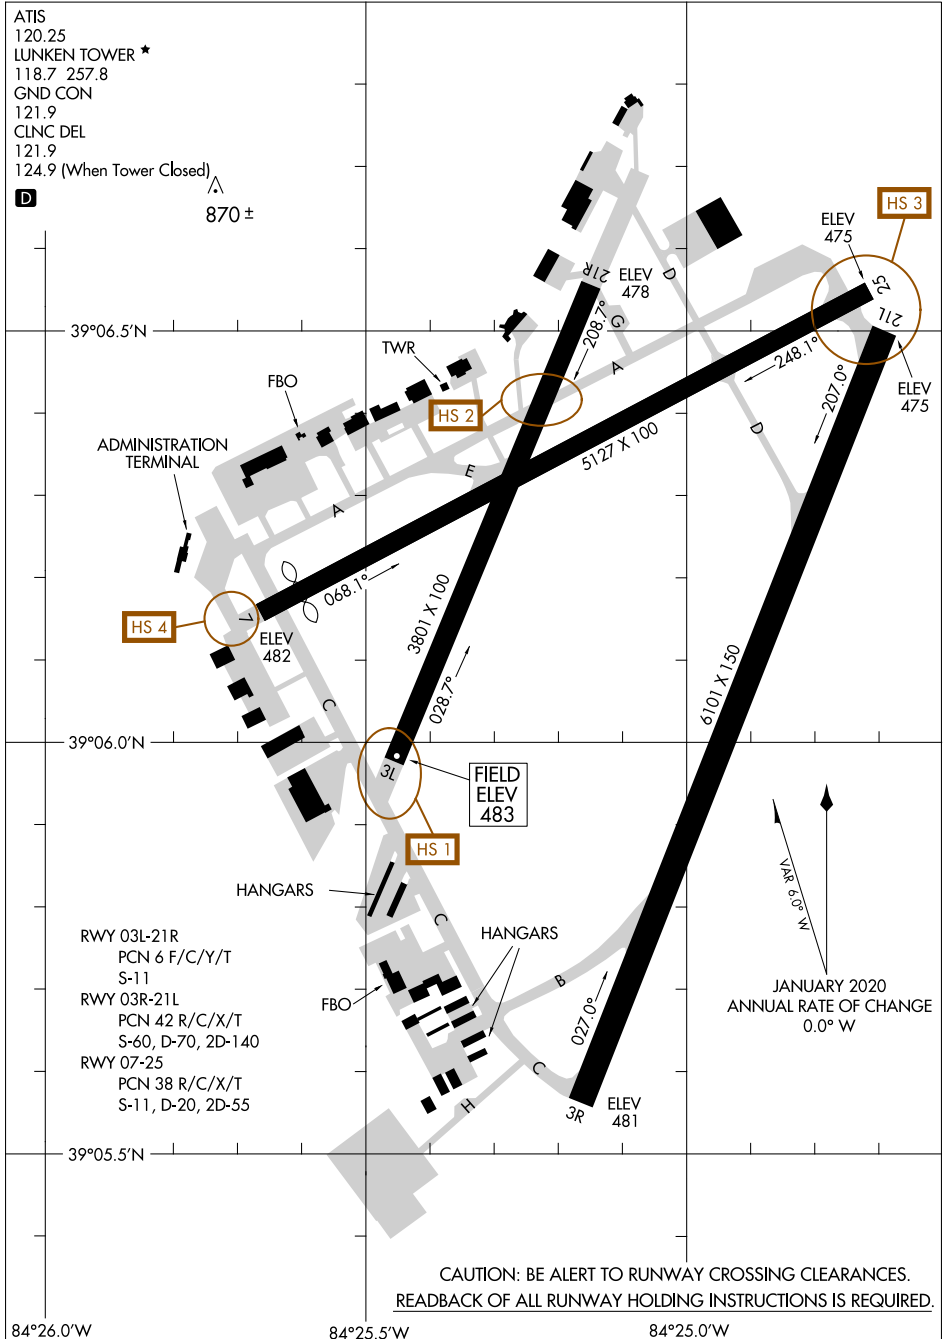 ATIS
120.25
LUNKEN TOWER ★
118.7 257.8
GND CON
121.9
CLNC DEL
121.9
124.9 (When Tower Closed)
D
870 ±
HS 3
ELEV
475
25
21L
ELEV
475
D
21R
ELEV
478
39°06.5'N
208.7°
G
A
248.1°
207.0°
TWR
FBO
HS 2
D
5127 X 100
ADMINISTRATION
TERMINAL
E
A
068.1°
HS 4
7
ELEV
482
3801 X 100
028.7°
C
6101 X 150
39°06.0'N
3L
FIELD
ELEV
483
HS 1
VAR 6.0° W
HANGARS
C
HANGARS
RWY 03L-21R
PCN 6 F/C/Y/T
S-11
RWY 03R-21L
PCN 42 R/C/X/T
S-60, D-70, 2D-140
RWY 07-25
PCN 38 R/C/X/T
S-11, D-20, 2D-55
FBO
B
027.0°
JANUARY 2020
ANNUAL RATE OF CHANGE
0.0° W
C
H
3R
ELEV
481
39°05.5'N
CAUTION: BE ALERT TO RUNWAY CROSSING CLEARANCES.
READBACK OF ALL RUNWAY HOLDING INSTRUCTIONS IS REQUIRED.
84°26.0'W
84°25.5'W
84°25.0'W